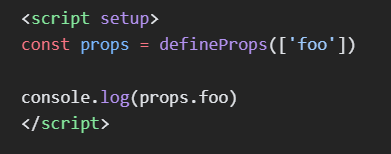 <script setup>
const props = defineProps(['foo'])
console.log(props.foo)
</script>